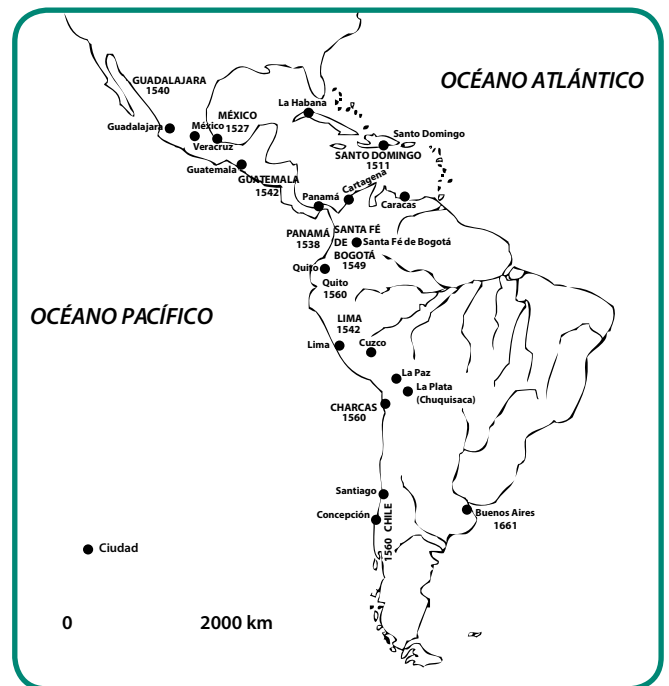 OCÉANO ATLÁNTICO
GUADALAJARA
1540
La Habana
MÉXICO
1527
Guadalajara
México
Veracruz
Santo Domingo
SANTO DOMINGO
1511
Guatemala
GUATEMALA
1542
Cartagena
Panamá
Caracas
PANAMÁ
1538
SANTA FÉ
DE
BOGOTÁ
1549
Santa Fé de Bogotá
Quito
Quito
1560
OCÉANO PACÍFICO
LIMA
1542
Lima
Cuzco
La Paz
La Plata
(Chuquisaca)
CHARCAS
1560
Santiago
Concepción
1560 CHILE
Buenos Aires
1661
Ciudad
0 2000 km